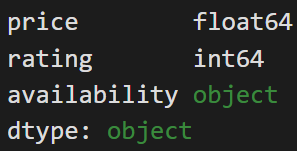 price float64
rating int64
availability object
dtype: object